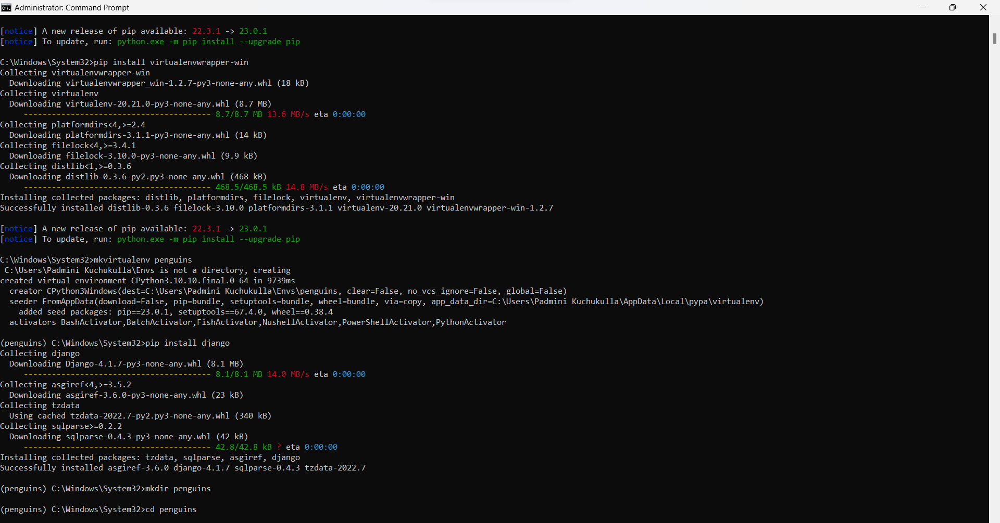 Administrator: Command Prompt
[notice] A new release of pip available: 22.3.1 -> 23.0.1
[notice] To update, run: python.exe -m pip install --upgrade pip
C:\Windows\System32>pip install virtualenvwrapper-win
Collecting virtualenvwrapper-win
  Downloading virtualenvwrapper_win-1.2.7-py3-none-any.whl (18 kB)
Collecting virtualenv
  Downloading virtualenv-20.21.0-py3-none-any.whl (8.7 MB)
     ---------------------------------------- 8.7/8.7 MB 13.6 MB/s eta 0:00:00
Collecting platformdirs<4,>=2.4
  Downloading platformdirs-3.1.1-py3-none-any.whl (14 kB)
Collecting filelock<4,>=3.4.1
  Downloading filelock-3.10.0-py3-none-any.whl (9.9 kB)
Collecting distlib<1,>=0.3.6
  Downloading distlib-0.3.6-py2.py3-none-any.whl (468 kB)
     ---------------------------------------- 468.5/468.5 kB 14.8 MB/s eta 0:00:00
Installing collected packages: distlib, platformdirs, filelock, virtualenv, virtualenvwrapper-win
Successfully installed distlib-0.3.6 filelock-3.10.0 platformdirs-3.1.1 virtualenv-20.21.0 virtualenvwrapper-win-1.2.7
[notice] A new release of pip available: 22.3.1 -> 23.0.1
[notice] To update, run: python.exe -m pip install --upgrade pip
C:\Windows\System32>mkvirtualenv penguins
 C:\Users\Padmini Kuchukulla\Envs is not a directory, creating
created virtual environment CPython3.10.10.final.0-64 in 9739ms
  creator CPython3Windows(dest=C:\Users\Padmini Kuchukulla\Envs\penguins, clear=False, no_vcs_ignore=False, global=False)
  seeder FromAppData(download=False, pip=bundle, setuptools=bundle, wheel=bundle, via=copy, app_data_dir=C:\Users\Padmini Kuchukulla\AppData\Local\pypa\virtualenv)
    added seed packages: pip==23.0.1, setuptools==67.4.0, wheel==0.38.4
  activators BashActivator,BatchActivator,FishActivator,NushellActivator,PowerShellActivator,PythonActivator
(penguins) C:\Windows\System32>pip install django
Collecting django
  Downloading Django-4.1.7-py3-none-any.whl (8.1 MB)
     ---------------------------------------- 8.1/8.1 MB 14.0 MB/s eta 0:00:00
Collecting asgiref<4,>=3.5.2
  Downloading asgiref-3.6.0-py3-none-any.whl (23 kB)
Collecting tzdata
  Using cached tzdata-2022.7-py2.py3-none-any.whl (340 kB)
Collecting sqlparse>=0.2.2
  Downloading sqlparse-0.4.3-py3-none-any.whl (42 kB)
     ---------------------------------------- 42.8/42.8 kB ? eta 0:00:00
Installing collected packages: tzdata, sqlparse, asgiref, django
Successfully installed asgiref-3.6.0 django-4.1.7 sqlparse-0.4.3 tzdata-2022.7
(penguins) C:\Windows\System32>mkdir penguins
(penguins) C:\Windows\System32>cd penguins